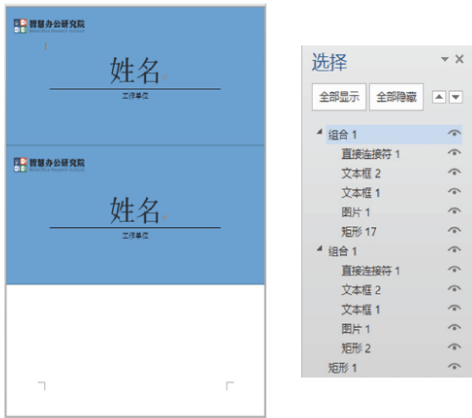 智慧办公研究院
姓名
工作单位
智慧办公研究院
姓名
工作单位
选择
全部显示 全部隐藏
组合 1
直接连接符 1
文本框 2
文本框 1
图片 1
矩形 17
组合 1
直接连接符 1
文本框 2
文本框 1
图片 1
矩形 2
矩形 1